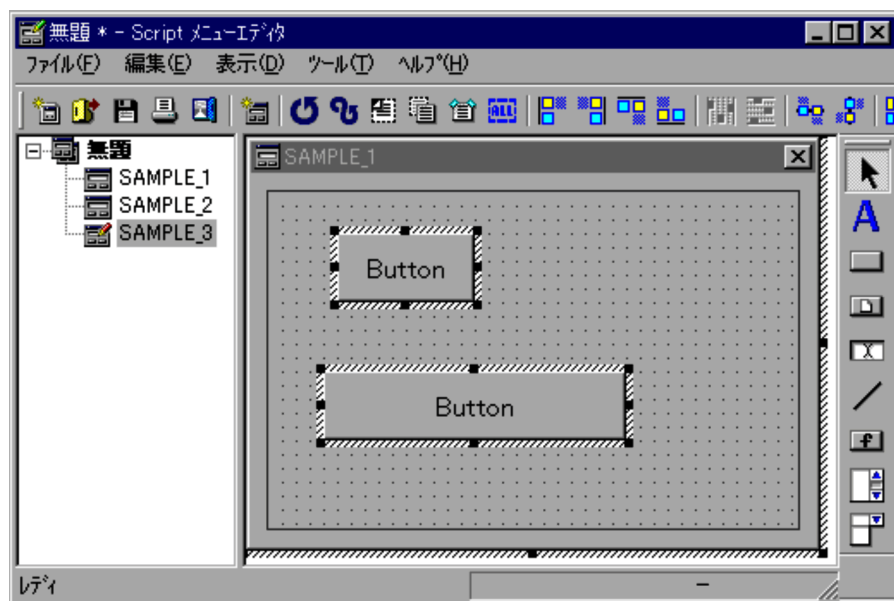 無題 * - Script メニューエディタ
ファイル(F) 編集(E) 表示(D) ツール(T) ヘルプ(H)
ALL
無題
SAMPLE_1
SAMPLE_2
SAMPLE_3
SAMPLE_1
Button
Button
A
f
レディ